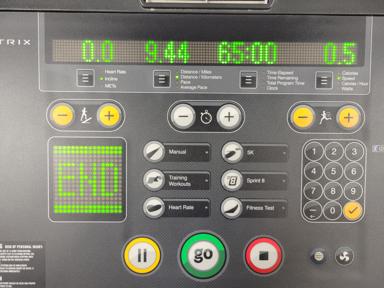 TRIX
0.0 9.44 65:00 0.5
Heart Rate
Incline
METs
Distance / Miles
Distance / Kilometers
Pace
Average Pace
Time Elapsed
Time Remaining
Total Program Time
Clock
Calories
Speed
Calories / Hour
Watts
END
Manual
5K
Training
Workouts
Sprint 8
Heart Rate
Fitness Test
1 2 3
4 5 6
7 8 9
0
go